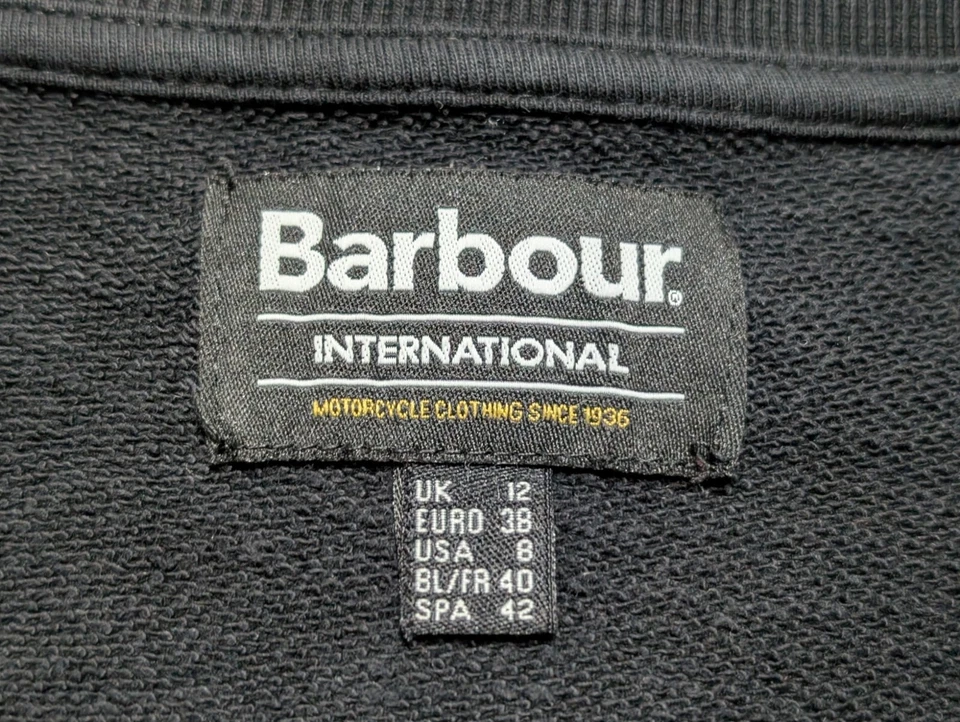 Barbour®
INTERNATIONAL
MOTORCYCLE CLOTHING SINCE 1936
UK 12
EURO 38
USA 8
BL/FR 40
SPA 42